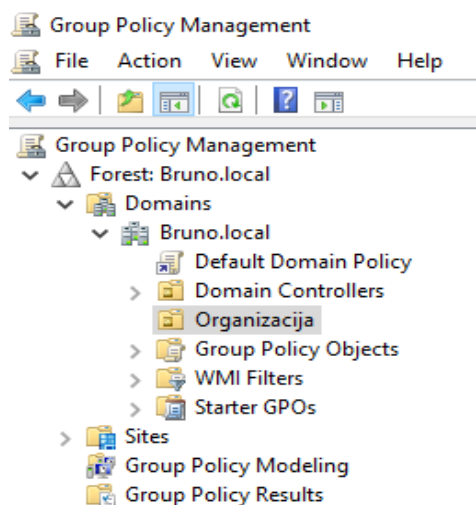 Group Policy Management
File Action View Window Help
Group Policy Management
Forest: Bruno.local
Domains
Bruno.local
Default Domain Policy
Domain Controllers
Organizacija
Group Policy Objects
WMI Filters
Starter GPOs
Sites
Group Policy Modeling
Group Policy Results